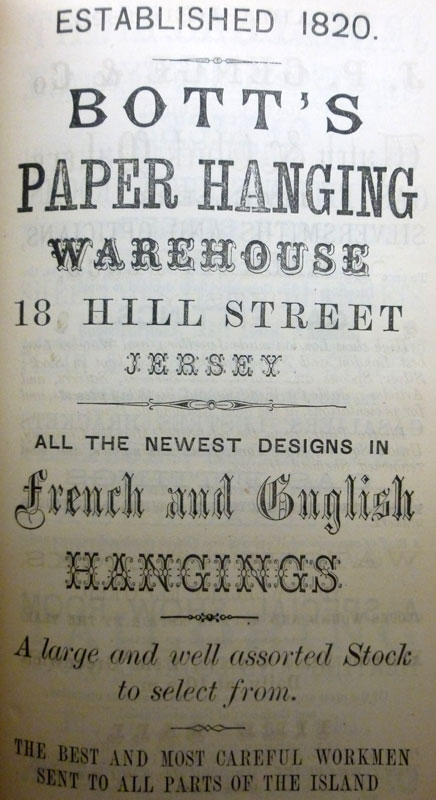 ESTABLISHED 1820.
BOTT'S
PAPER HANGING
WAREHOUSE
18, HILL STREET
JERSEY
ALL THE NEWEST DESIGNS IN
French and English
HANGINGS
A large and well assorted Stock
to select from.
THE BEST AND MOST CAREFUL WORKMEN
SENT TO ALL PARTS OF THE ISLAND